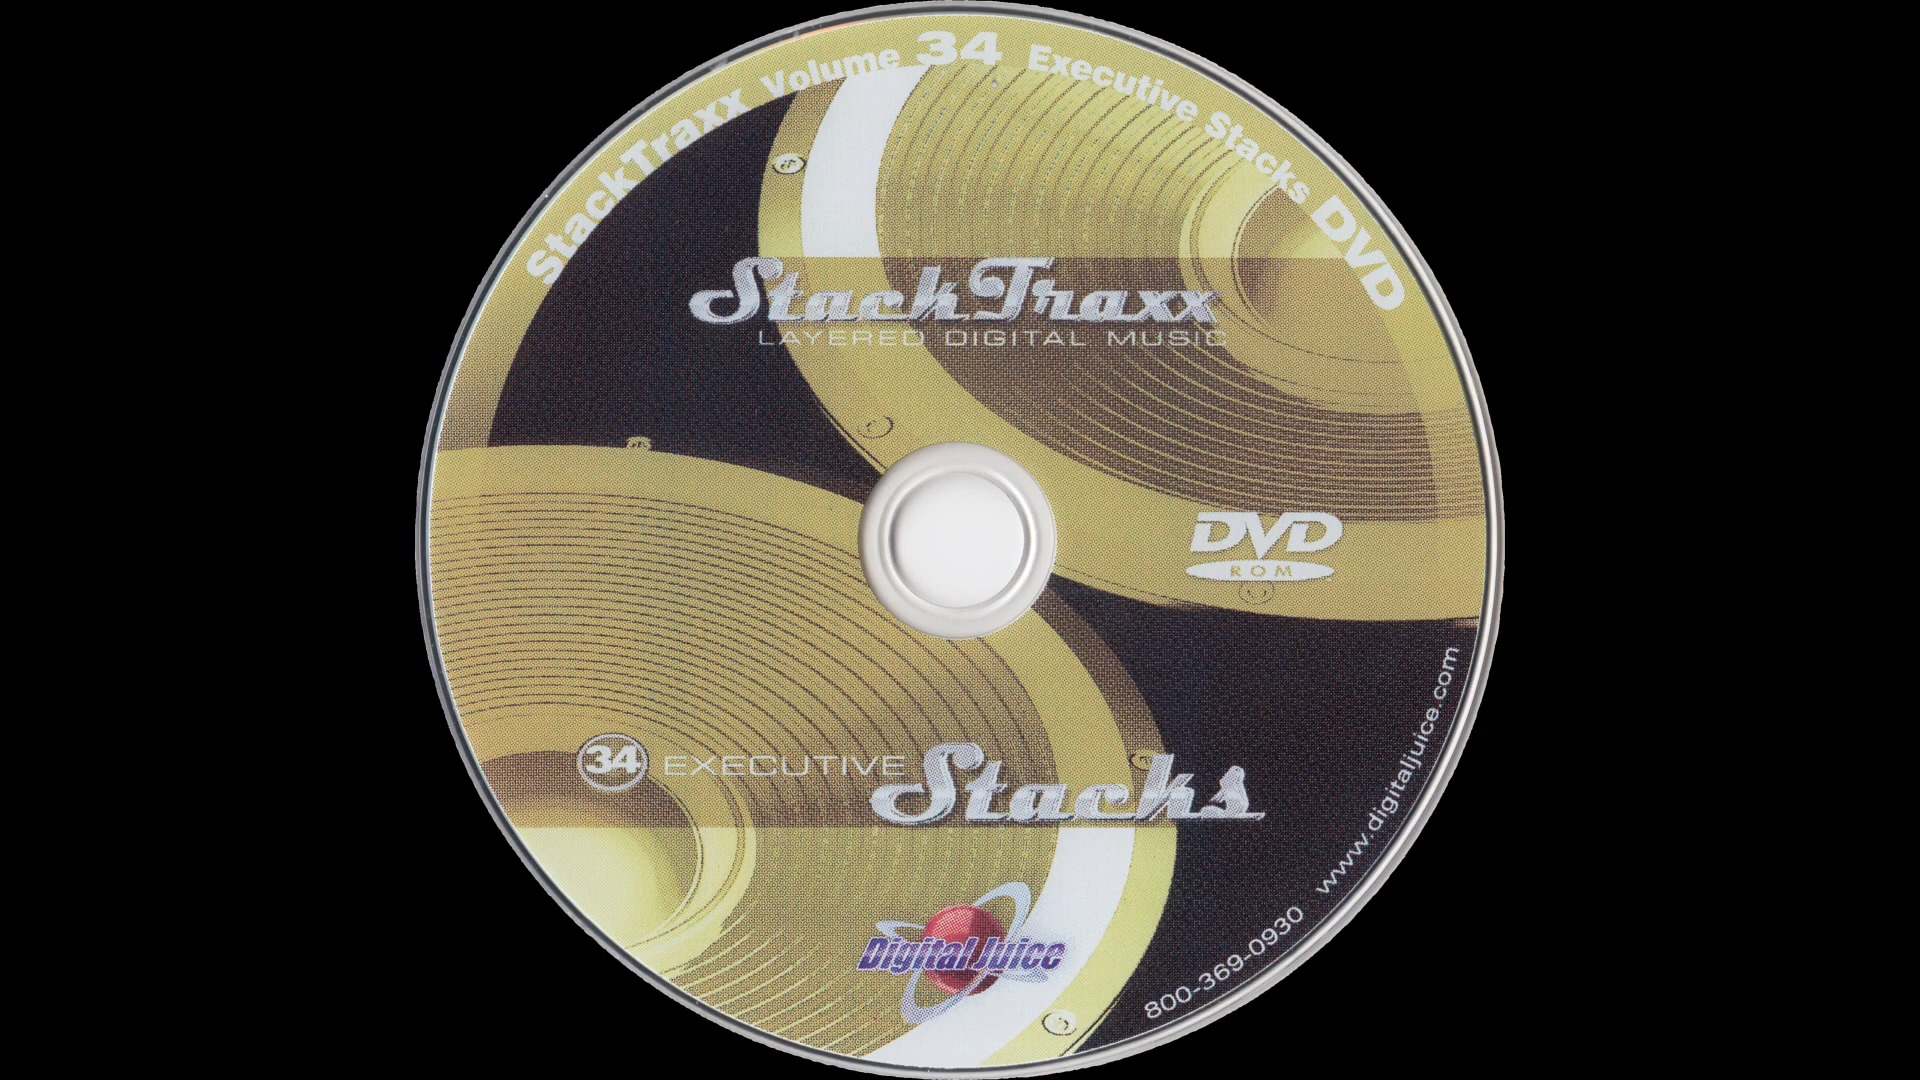 StackTraxx Volume 34 Executive Stacks DVD
StackTraxx
LAYERED DIGITAL MUSIC
DVD
ROM
34 EXECUTIVE Stacks
Digital Juice
www.digitaljuice.com
800-369-0930